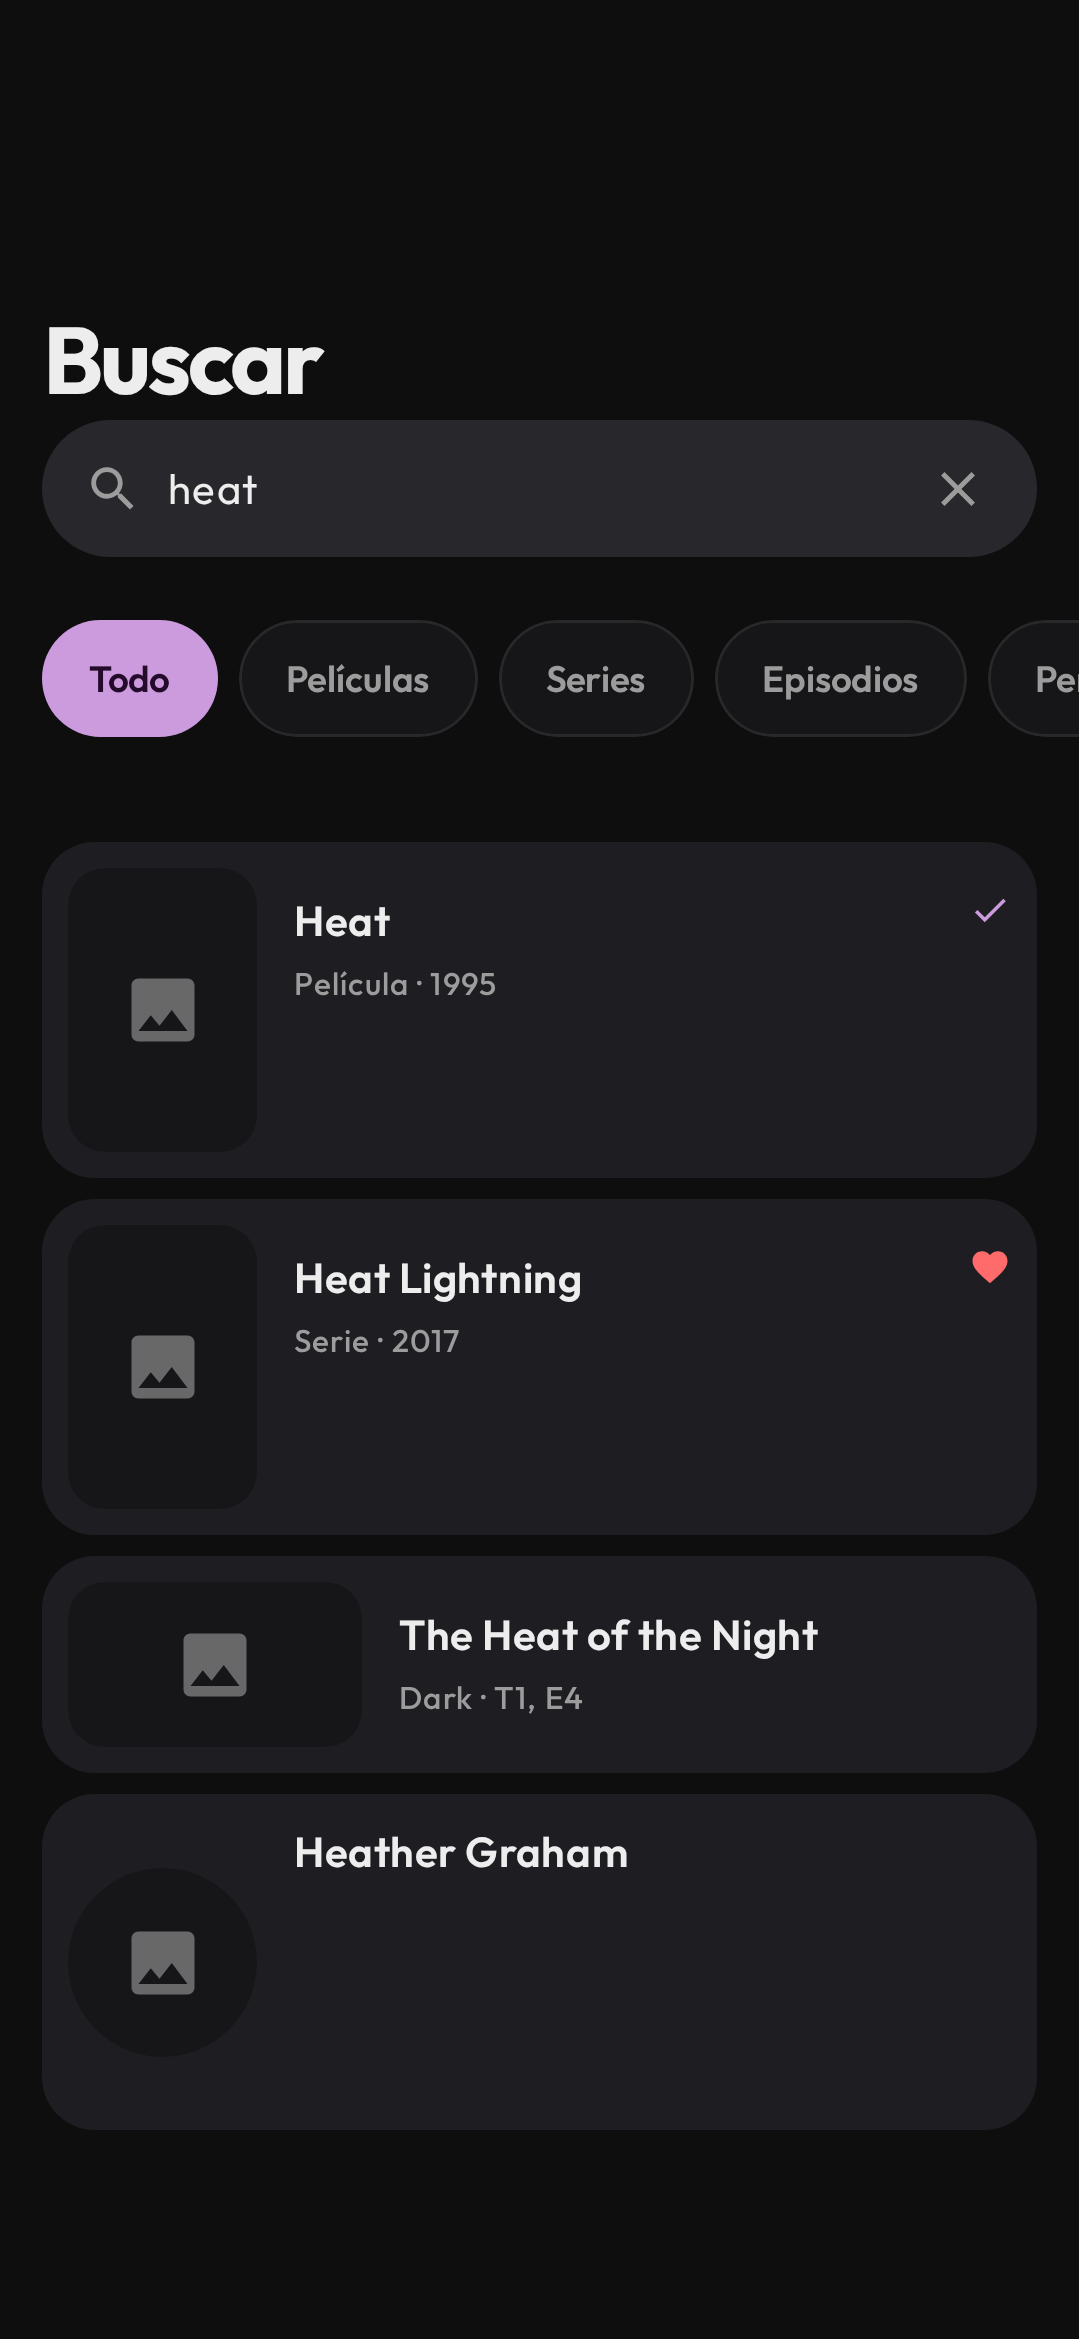 Buscar
heat
Todo Películas Series Episodios Per
Heat
Película · 1995
Heat Lightning
Serie · 2017
The Heat of the Night
Dark · T1, E4
Heather Graham